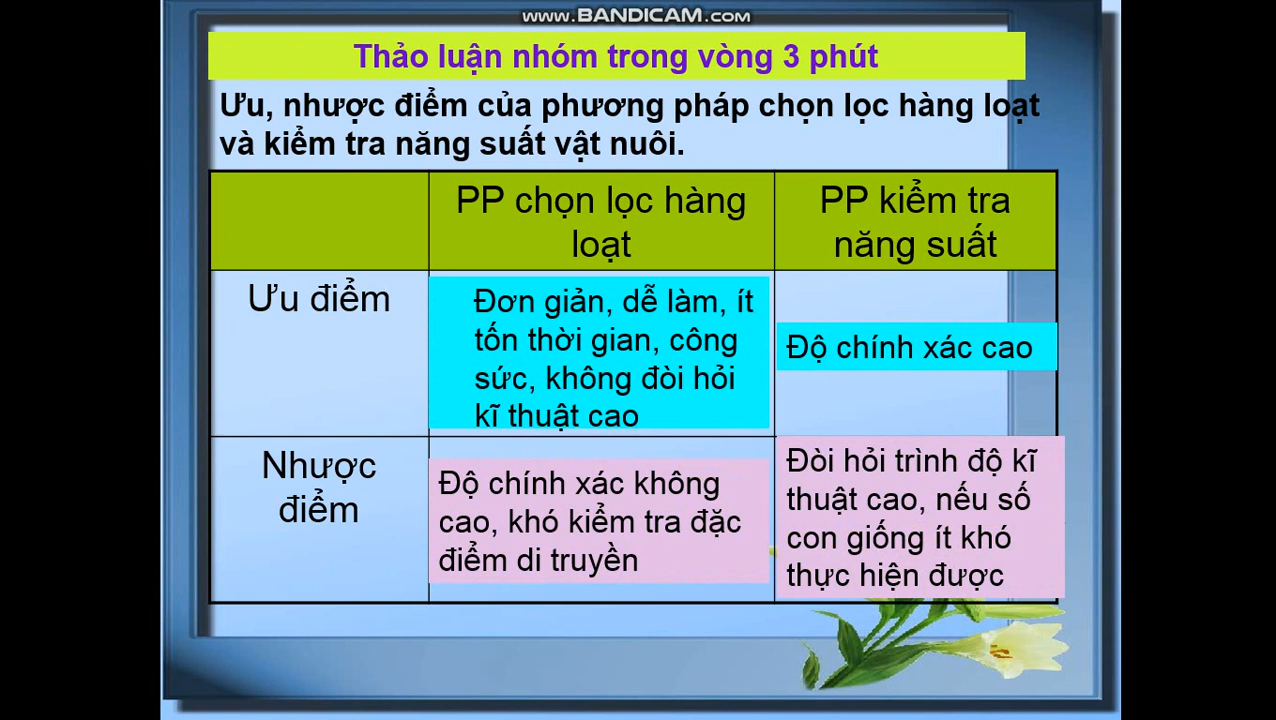 www.BANDICAM.com
Thảo luận nhóm trong vòng 3 phút
Ưu, nhược điểm của phương pháp chọn lọc hàng loạt
và kiểm tra năng suất vật nuôi.
PP chọn lọc hàng
loạt
PP kiểm tra
năng suất
Ưu điểm
Đơn giản, dễ làm, ít
tốn thời gian, công
sức, không đòi hỏi
kĩ thuật cao
Độ chính xác cao
Nhược
điểm
Độ chính xác không
cao, khó kiểm tra đặc
điểm di truyền
Đòi hỏi trình độ kĩ
thuật cao, nếu số
con giống ít khó
thực hiện được